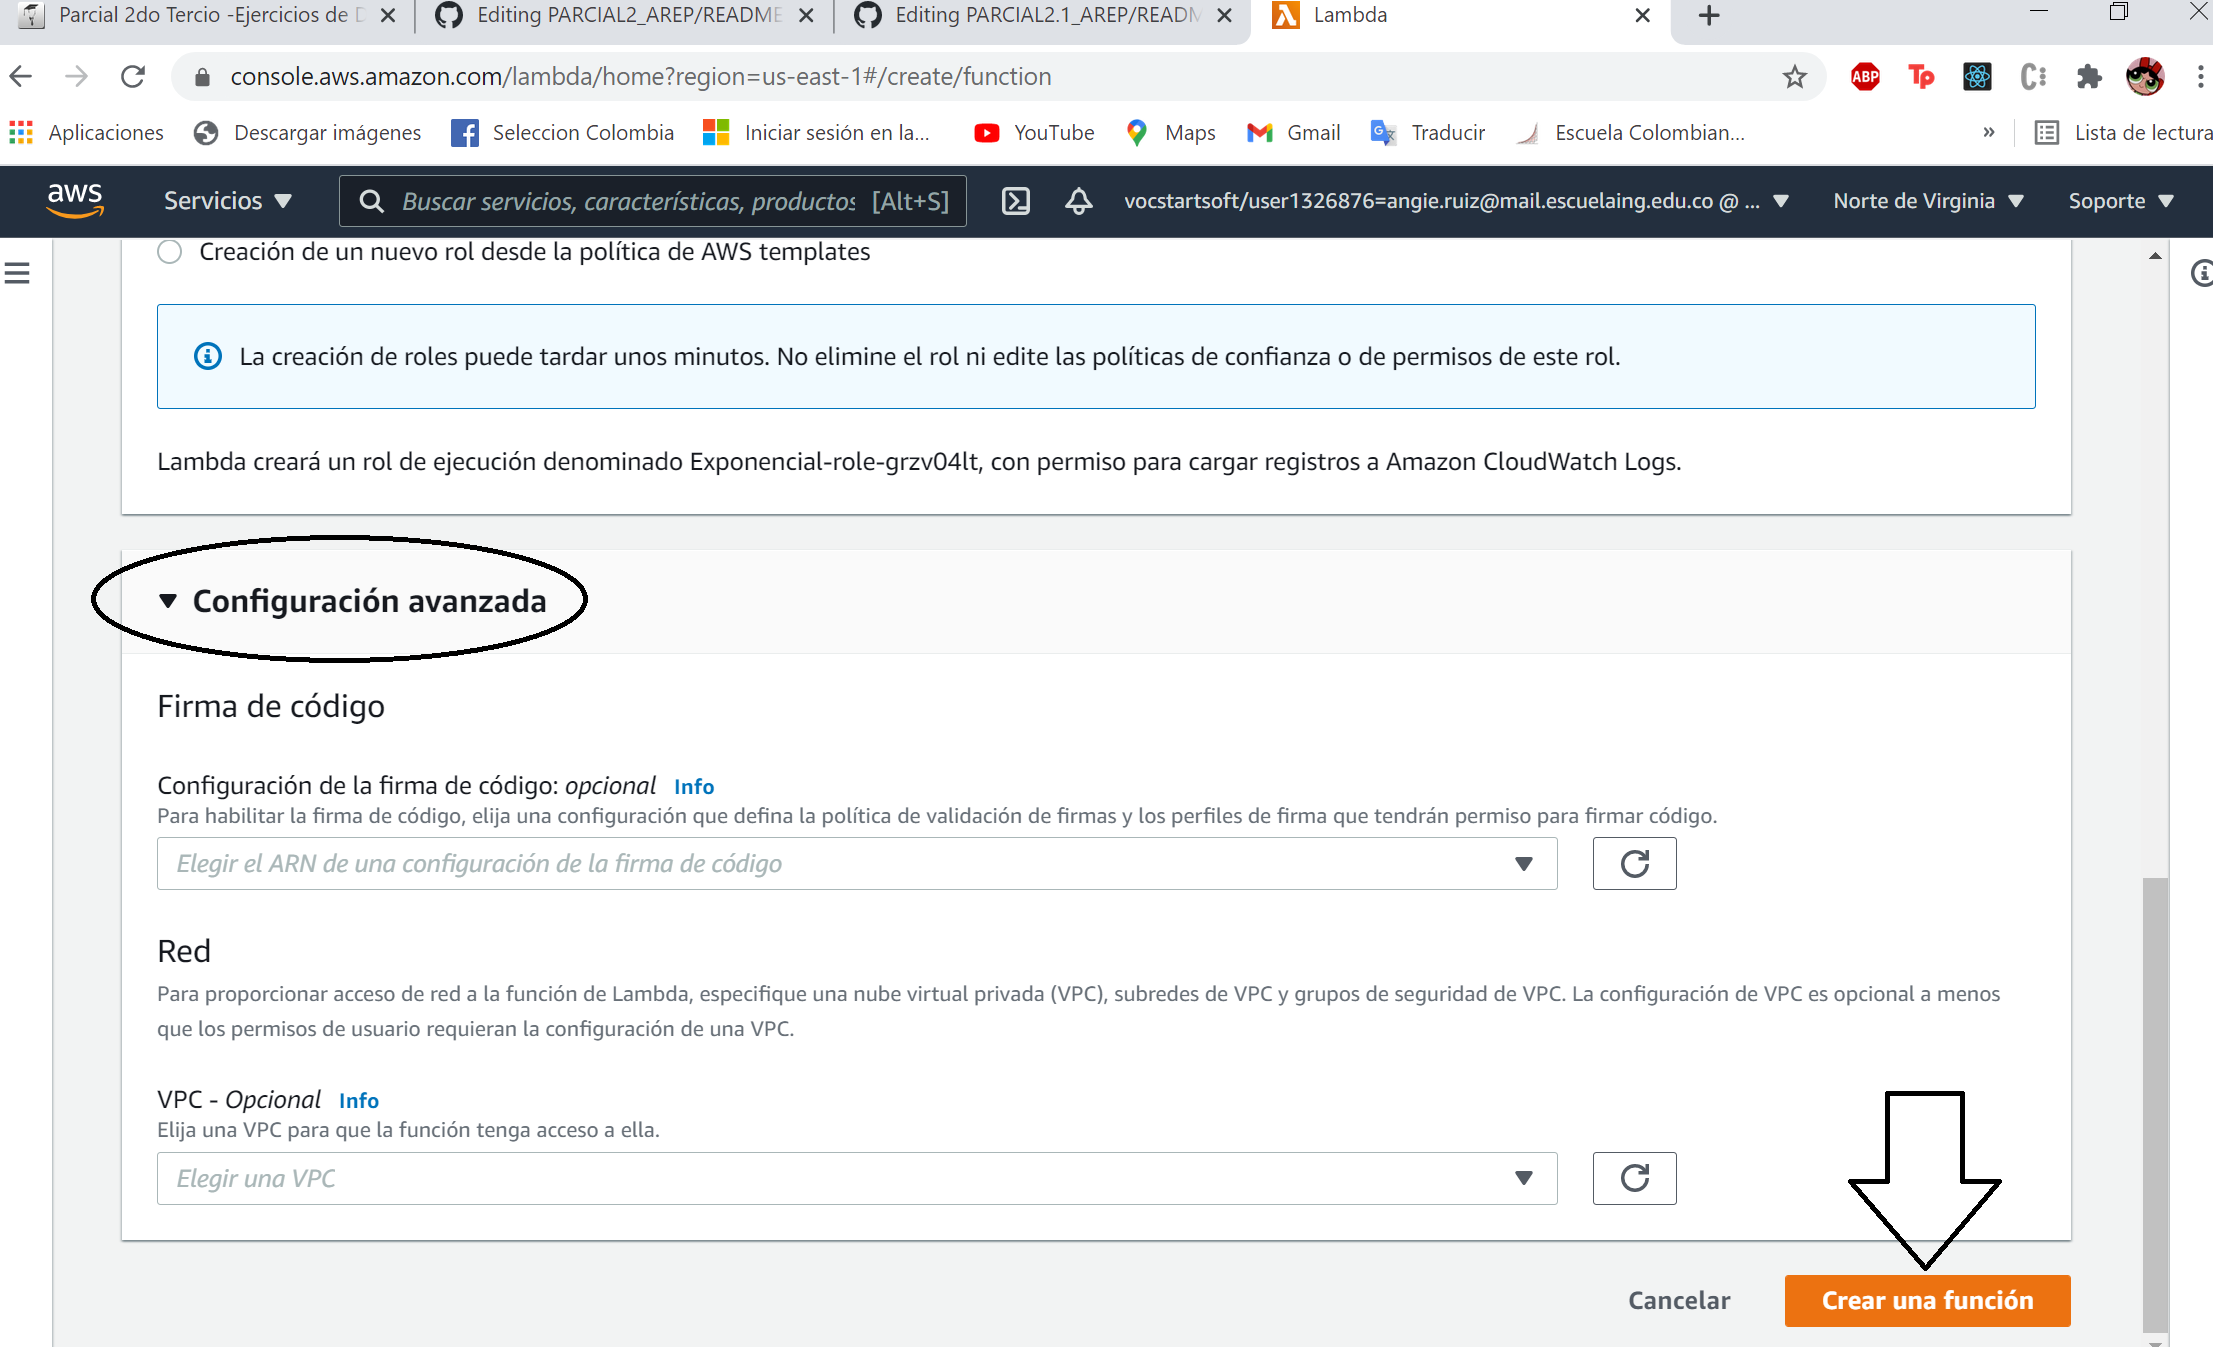 Parcial 2do Tercio -Ejercicios de D
Editing PARCIAL2_AREP/README
Editing PARCIAL2.1_AREP/READM
Lambda
console.aws.amazon.com/lambda/home?region=us-east-1#/create/function
ABP
Tp
Aplicaciones
Descargar imágenes
Seleccion Colombia
Iniciar sesión en la...
YouTube
Maps
Gmail
Traducir
Escuela Colombian...
»
Lista de lectura
aws
Servicios
Buscar servicios, características, productos [Alt+S]
vocstartsoft/user1326876=angie.ruiz@mail.escuelaing.edu.co @ ...
Norte de Virginia
Soporte
Creación de un nuevo rol desde la política de AWS templates
La creación de roles puede tardar unos minutos. No elimine el rol ni edite las políticas de confianza o de permisos de este rol.
Lambda creará un rol de ejecución denominado Exponencial-role-grzv04lt, con permiso para cargar registros a Amazon CloudWatch Logs.
Configuración avanzada
Firma de código
Configuración de la firma de código: opcional Info
Para habilitar la firma de código, elija una configuración que defina la política de validación de firmas y los perfiles de firma que tendrán permiso para firmar código.
Elegir el ARN de una configuración de la firma de código
Red
Para proporcionar acceso de red a la función de Lambda, especifique una nube virtual privada (VPC), subredes de VPC y grupos de seguridad de VPC. La configuración de VPC es opcional a menos
que los permisos de usuario requieran la configuración de una VPC.
VPC - Opcional Info
Elija una VPC para que la función tenga acceso a ella.
Elegir una VPC
Cancelar
Crear una función